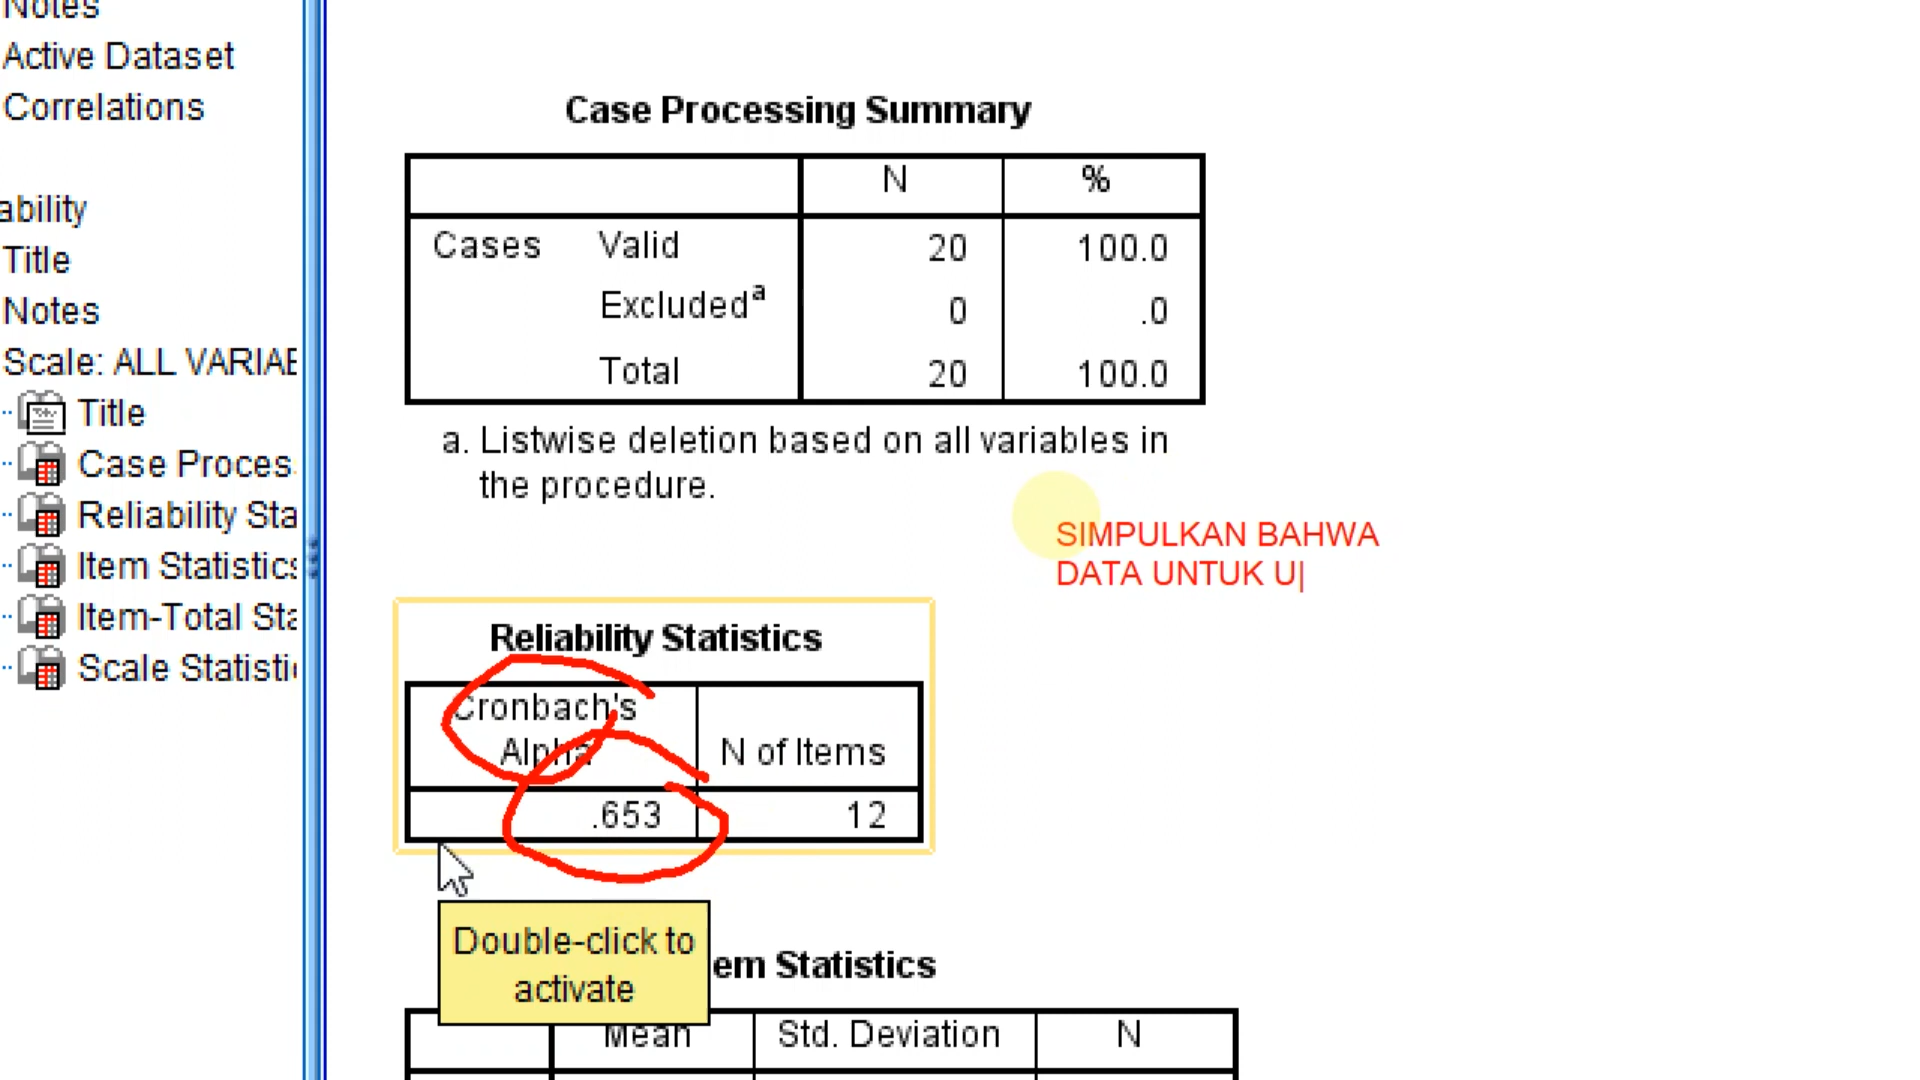 Notes
Active Dataset
Correlations
ability
Title
Notes
Scale: ALL VARIAE
Title
Case Proces
Reliability Sta
Item Statistics
Item-Total Sta
Scale Statisti
Case Processing Summary
N %
Cases Valid 20 100.0
Excludedª 0 .0
Total 20 100.0
a. Listwise deletion based on all variables in
the procedure.
SIMPULKAN BAHWA
DATA UNTUK U
Reliability Statistics
Cronbach's
Alpha N of Items
.653 12
Double-click to
activate
em Statistics
Mean Std. Deviation N